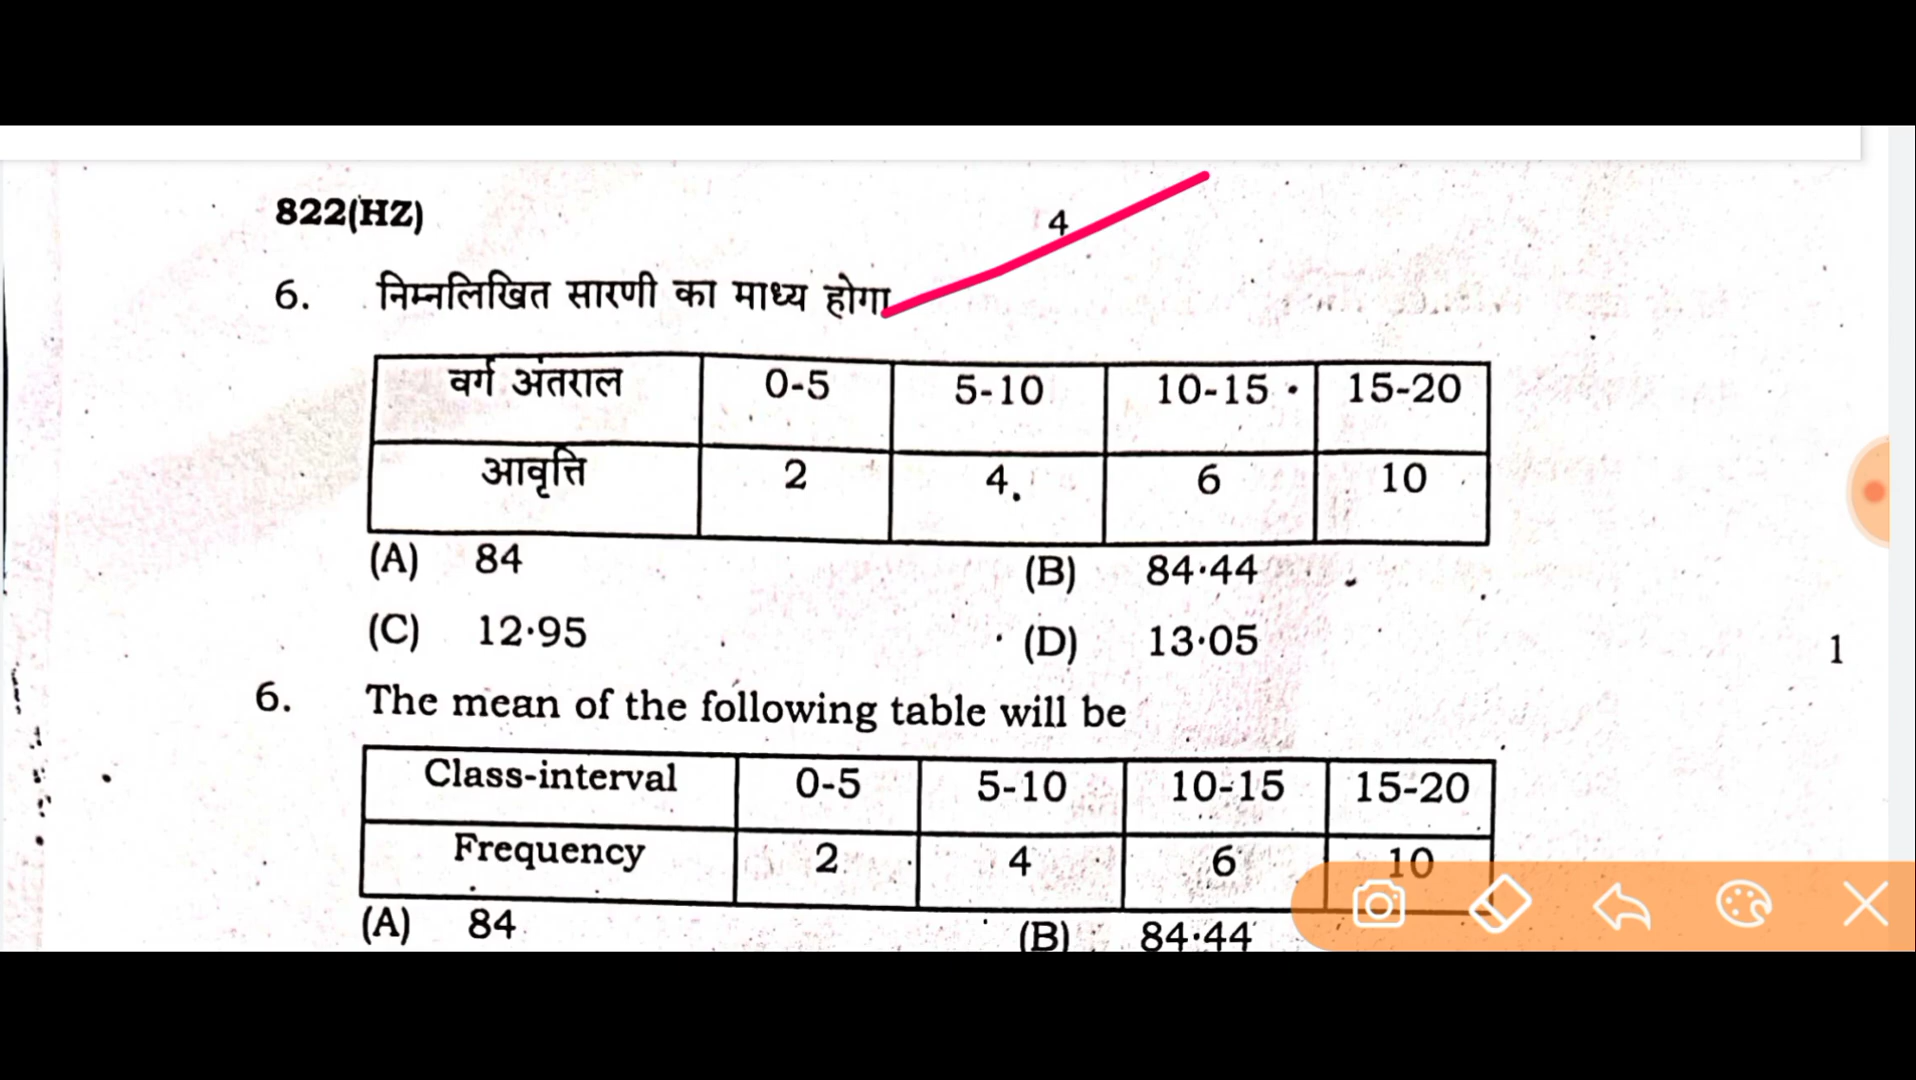 822(HZ) 4
6. निम्नलिखित सारणी का माध्य होगा
वर्ग अंतराल 0-5 5-10 10-15 15-20
आवृत्ति 2 4 6 10
(A) 84 (B) 84·44
(C) 12·95 (D) 13·05
1
6. The mean of the following table will be
Class-interval 0-5 5-10 10-15 15-20
Frequency 2 4 6 10
(A) 84 (B) 84·44